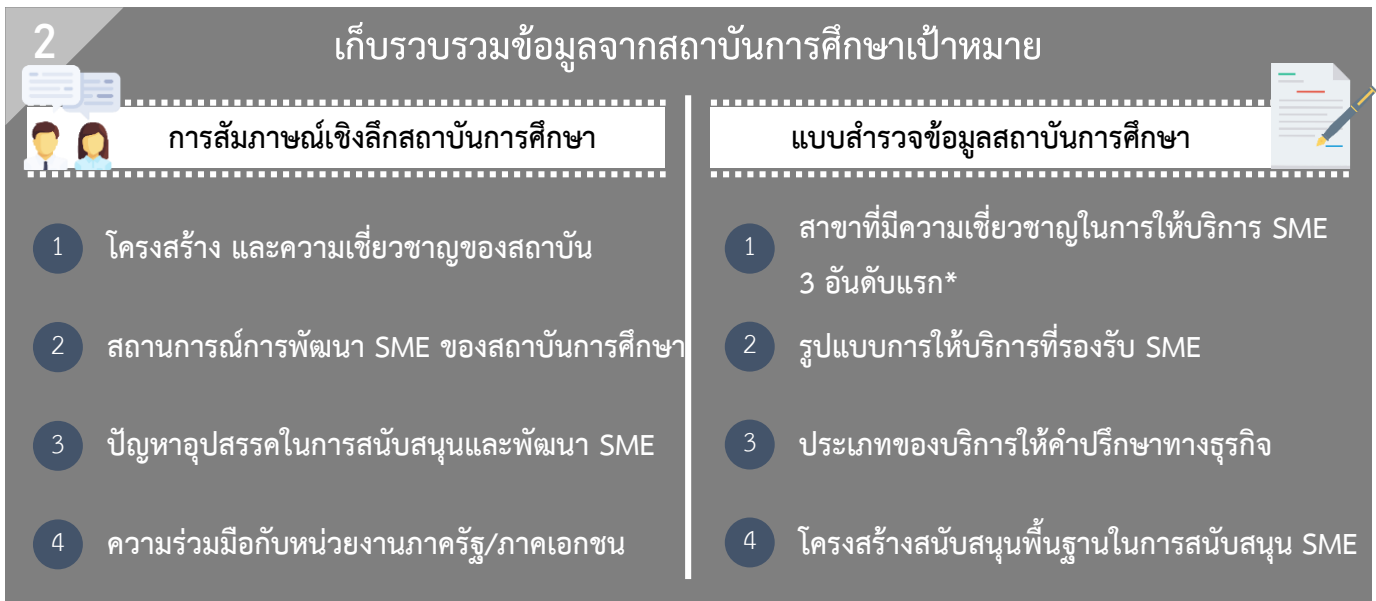 2
เก็บรวบรวมข้อมูลจากสถาบันการศึกษาเป้าหมาย
การสัมภาษณ์เชิงลึกสถาบันการศึกษา
1 โครงสร้าง และความเชี่ยวชาญของสถาบัน
2 สถานการณ์การพัฒนา SME ของสถาบันการศึกษา
3 ปัญหาอุปสรรคในการสนับสนุนและพัฒนา SME
4 ความร่วมมือกับหน่วยงานภาครัฐ/ภาคเอกชน
แบบสำรวจข้อมูลสถาบันการศึกษา
1 สาขาที่มีความเชี่ยวชาญในการให้บริการ SME
3 อันดับแรก*
2 รูปแบบการให้บริการที่รองรับ SME
3 ประเภทของบริการให้คำปรึกษาทางธุรกิจ
4 โครงสร้างสนับสนุนพื้นฐานในการสนับสนุน SME